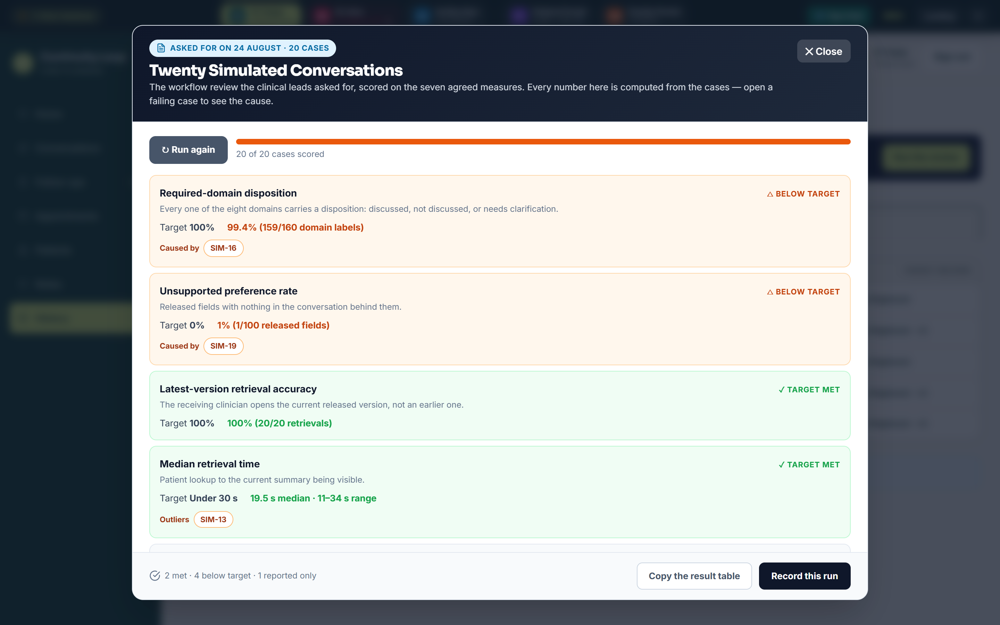 ASKED FOR ON 24 AUGUST · 20 CASES
Close
Twenty Simulated Conversations
The workflow review the clinical leads asked for, scored on the seven agreed measures. Every number here is computed from the cases — open a
failing case to see the cause.
↻ Run again
20 of 20 cases scored
Required-domain disposition
△ BELOW TARGET
Every one of the eight domains carries a disposition: discussed, not discussed, or needs clarification.
Target 100% 99.4% (159/160 domain labels)
Caused by SIM-16
Unsupported preference rate
△ BELOW TARGET
Released fields with nothing in the conversation behind them.
Target 0% 1% (1/100 released fields)
Caused by SIM-19
Latest-version retrieval accuracy
✓ TARGET MET
The receiving clinician opens the current released version, not an earlier one.
Target 100% 100% (20/20 retrievals)
Median retrieval time
✓ TARGET MET
Patient lookup to the current summary being visible.
Target Under 30 s 19.5 s median · 11–34 s range
Outliers SIM-13
2 met · 4 below target · 1 reported only
Copy the result table
Record this run